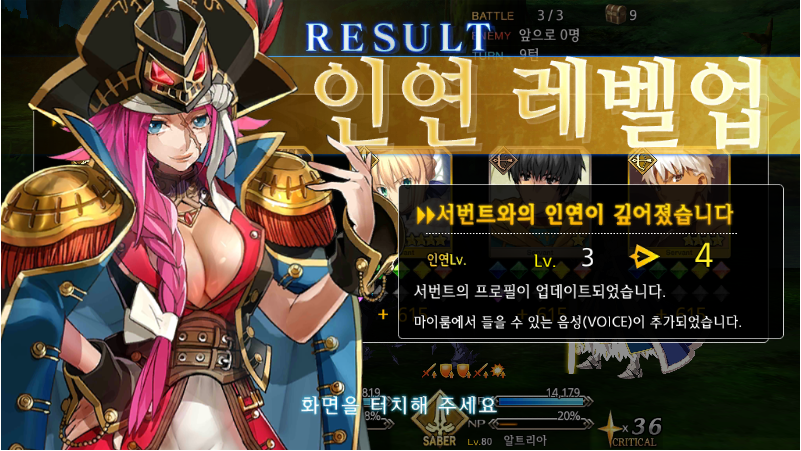 BATTLE 3/3 9
ENEMY 앞으로 0명
TURN 9턴
RESULT
인연 레벨업
▶▶서번트와의 인연이 깊어졌습니다
인연Lv. Lv. 3 4
서번트의 프로필이 업데이트되었습니다.
마이룸에서 들을 수 있는 음성(VOICE)이 추가되었습니다.
+ 615
화면을 터치해 주세요
14,179
NP 20%
SABER Lv.80 알트리아
x 36
CRITICAL